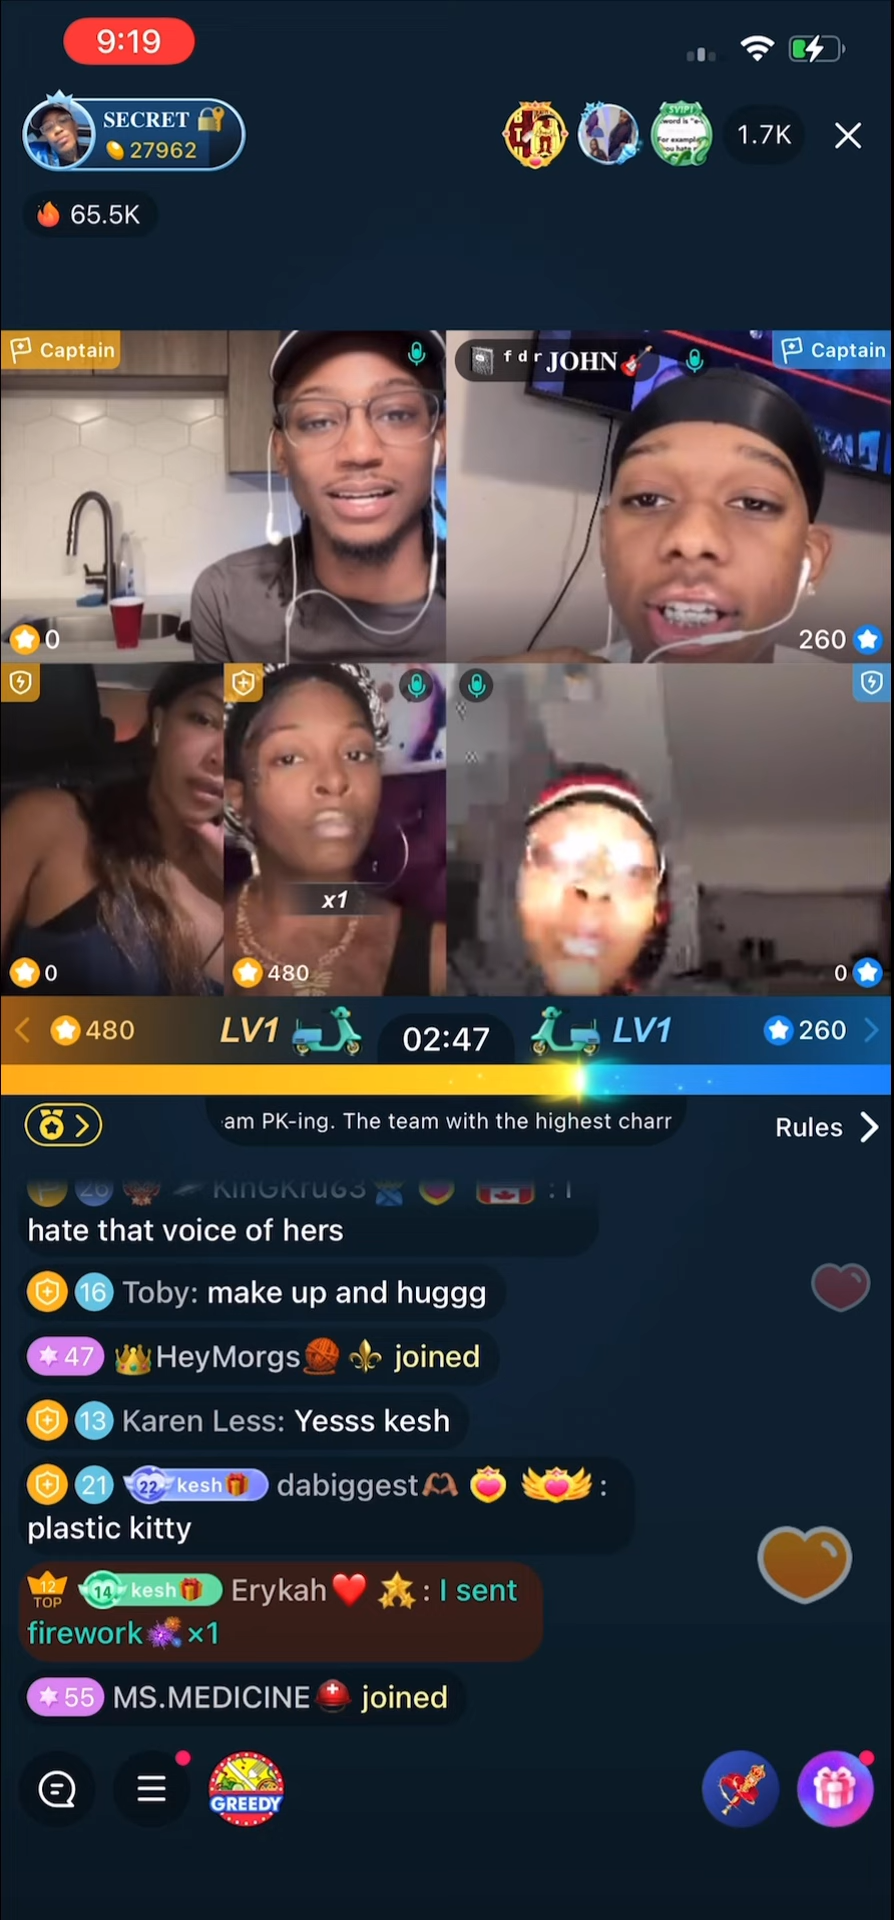 9:19
SECRET
27962
1.7K
65.5K
Captain
ᶠ ᵈ ʳ JOHN
Captain
0
260
x1
0
480
0
480
LV1
02:47
LV1
260
am PK-ing. The team with the highest charr
Rules
26 KinGKru63 : I
hate that voice of hers
16 Toby: make up and huggg
47 HeyMorgs joined
13 Karen Less: Yesss kesh
21 22 kesh dabiggest :
plastic kitty
12 TOP 14 kesh Erykah : I sent
firework x1
55 MS.MEDICINE joined
GREEDY